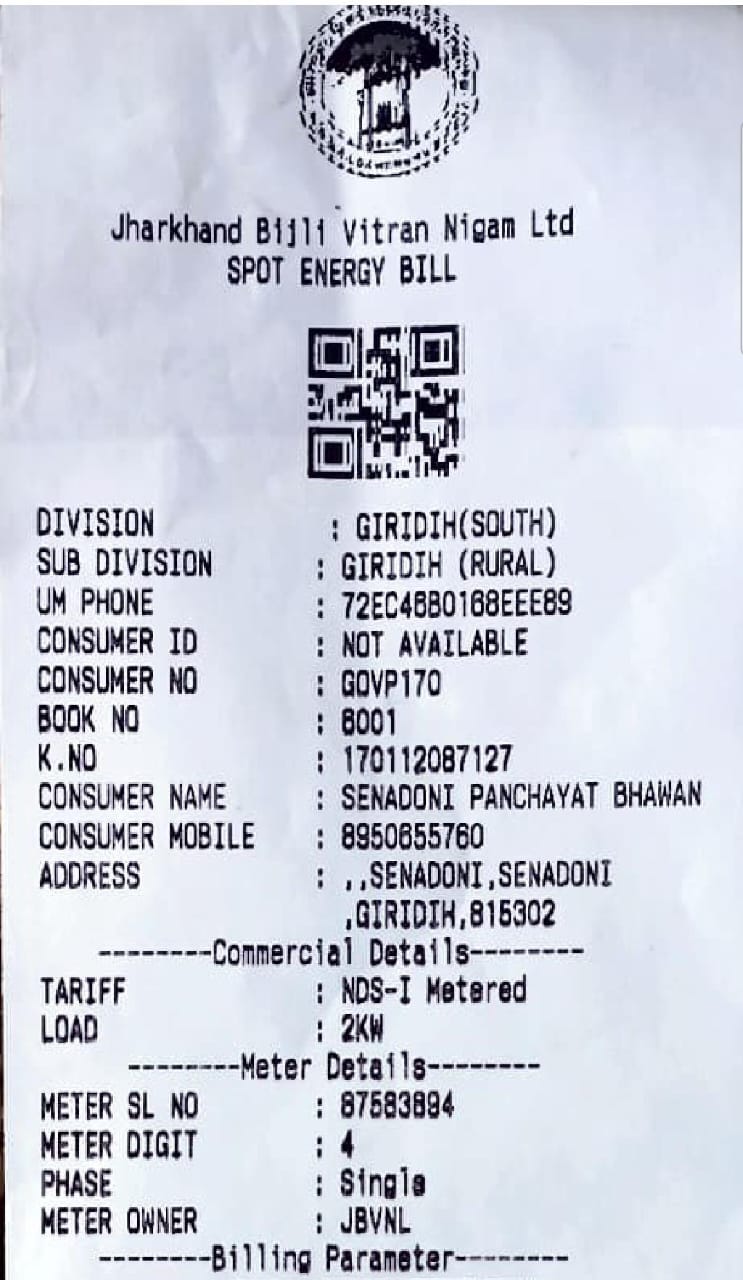 Jharkhand Bijli Vitran Nigam Ltd
SPOT ENERGY BILL
DIVISION : GIRIDIH(SOUTH)
SUB DIVISION : GIRIDIH (RURAL)
UM PHONE : 72EC46B0168EEE89
CONSUMER ID : NOT AVAILABLE
CONSUMER NO : GOVP170
BOOK NO : 6001
K.NO : 170112087127
CONSUMER NAME : SENADONI PANCHAYAT BHAWAN
CONSUMER MOBILE : 8950655760
ADDRESS : ,,SENADONI,SENADONI
,GIRIDIH,815302
--------Commercial Details--------
TARIFF : NDS-I Metered
LOAD : 2KW
--------Meter Details--------
METER SL NO : 87583894
METER DIGIT : 4
PHASE : Single
METER OWNER : JBVNL
--------Billing Parameter--------